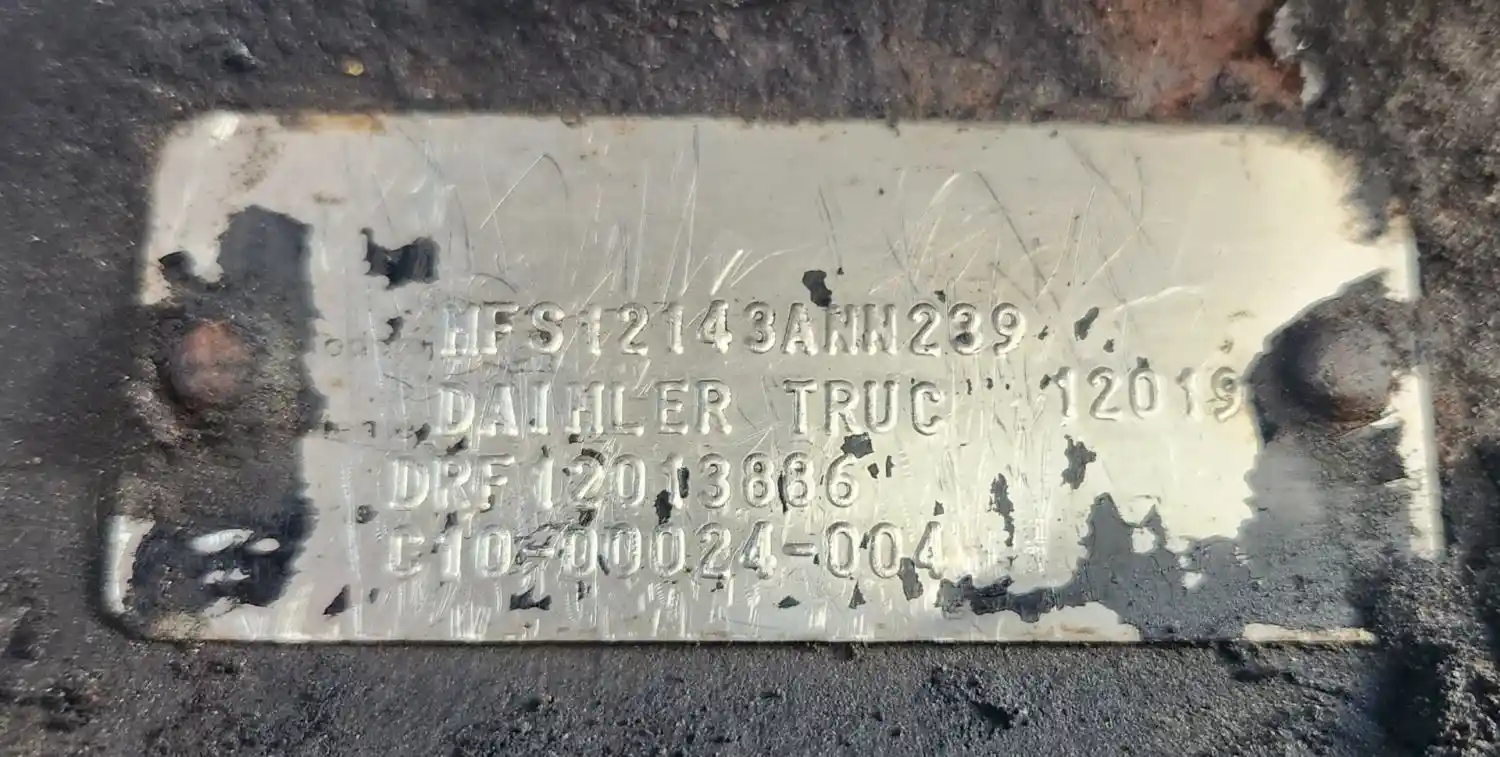 MFS12143ANN239
DAIMLER TRUC 12019
DRF12013886
C10-00024-004